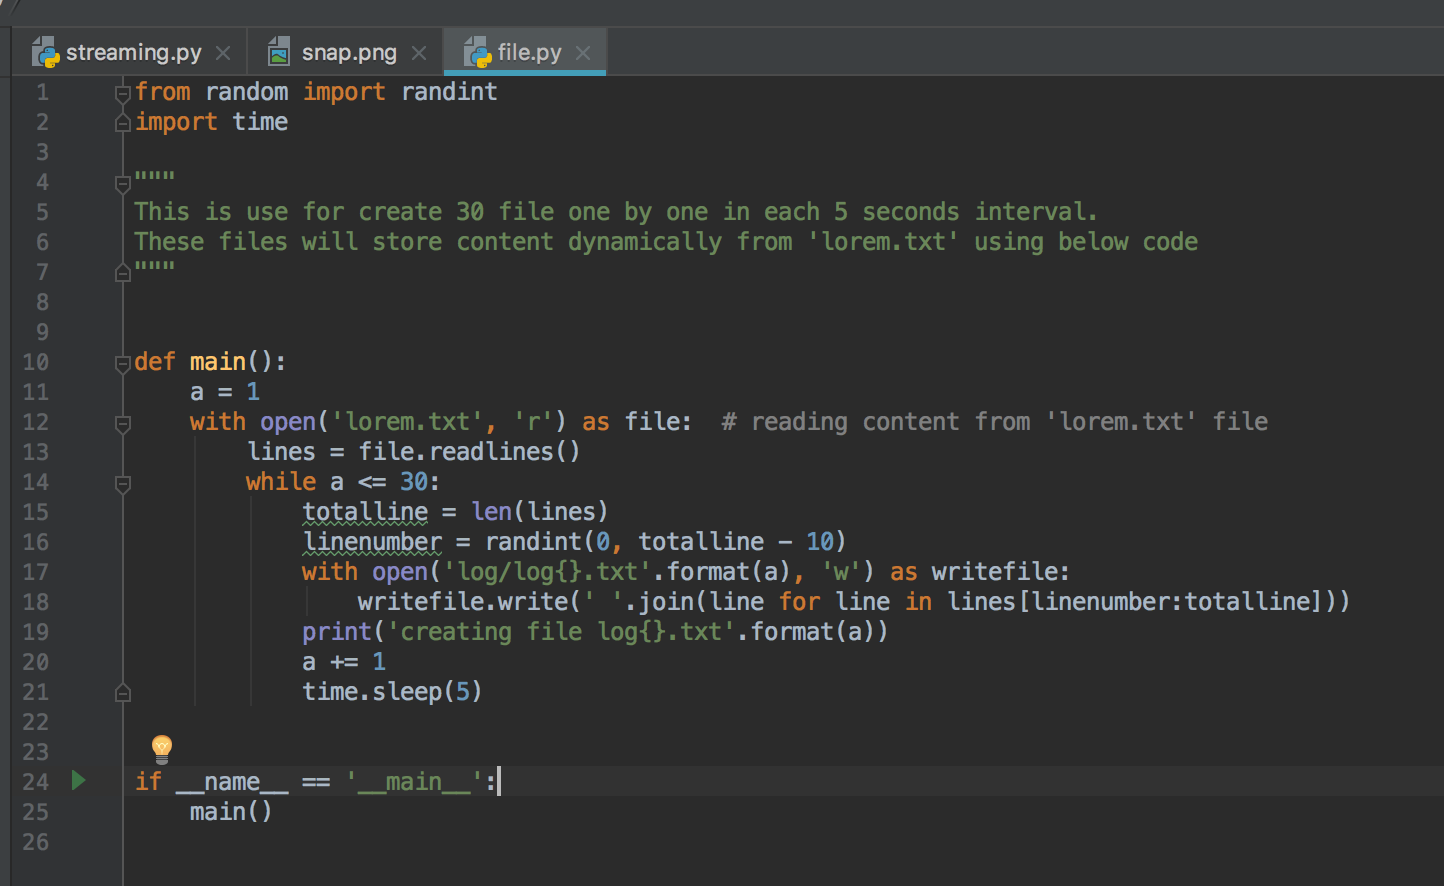 streaming.py snap.png file.py
1 from random import randint
2 import time
3
4 """
5 This is use for create 30 file one by one in each 5 seconds interval.
6 These files will store content dynamically from 'lorem.txt' using below code
7 """
8
9
10 def main():
11     a = 1
12     with open('lorem.txt', 'r') as file:  # reading content from 'lorem.txt' file
13         lines = file.readlines()
14         while a <= 30:
15             totalline = len(lines)
16             linenumber = randint(0, totalline - 10)
17             with open('log/log{}.txt'.format(a), 'w') as writefile:
18                 writefile.write(' '.join(line for line in lines[linenumber:totalline]))
19             print('creating file log{}.txt'.format(a))
20             a += 1
21             time.sleep(5)
22
23
24 if __name__ == '__main__':
25     main()
26